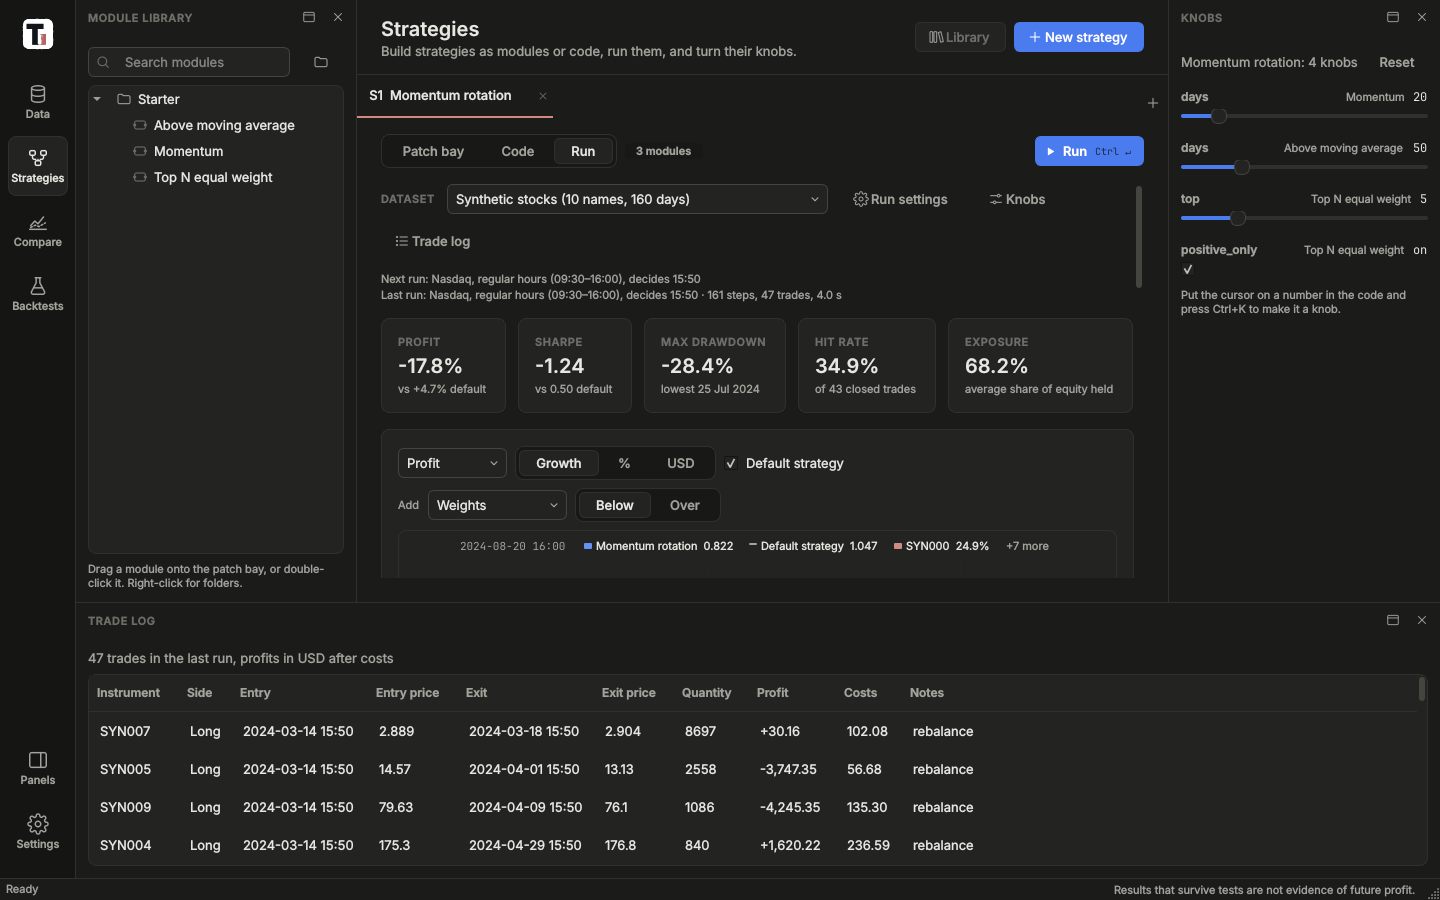 MODULE LIBRARY
Search modules
Starter
Above moving average
Momentum
Top N equal weight
Drag a module onto the patch bay, or double-
click it. Right-click for folders.
Data
Strategies
Compare
Backtests
Panels
Settings
Strategies
Build strategies as modules or code, run them, and turn their knobs.
Library
+ New strategy
S1 Momentum rotation
Patch bay Code Run 3 modules
Run Ctrl ↵
DATASET Synthetic stocks (10 names, 160 days) Run settings Knobs
Trade log
Next run: Nasdaq, regular hours (09:30–16:00), decides 15:50
Last run: Nasdaq, regular hours (09:30–16:00), decides 15:50 · 161 steps, 47 trades, 4.0 s
PROFIT
-17.8%
vs +4.7% default
SHARPE
-1.24
vs 0.50 default
MAX DRAWDOWN
-28.4%
lowest 25 Jul 2024
HIT RATE
34.9%
of 43 closed trades
EXPOSURE
68.2%
average share of equity held
Profit Growth % USD Default strategy
Add Weights Below Over
2024-08-20 16:00 Momentum rotation 0.822 Default strategy 1.047 SYN000 24.9% +7 more
KNOBS
Momentum rotation: 4 knobs Reset
days Momentum 20
days Above moving average 50
top Top N equal weight 5
positive_only Top N equal weight on
Put the cursor on a number in the code and
press Ctrl+K to make it a knob.
TRADE LOG
47 trades in the last run, profits in USD after costs
Instrument Side Entry Entry price Exit Exit price Quantity Profit Costs Notes
SYN007 Long 2024-03-14 15:50 2.889 2024-03-18 15:50 2.904 8697 +30.16 102.08 rebalance
SYN005 Long 2024-03-14 15:50 14.57 2024-04-01 15:50 13.13 2558 -3,747.35 56.68 rebalance
SYN009 Long 2024-03-14 15:50 79.63 2024-04-09 15:50 76.1 1086 -4,245.35 135.30 rebalance
SYN004 Long 2024-03-14 15:50 175.3 2024-04-29 15:50 176.8 840 +1,620.22 236.59 rebalance
Ready
Results that survive tests are not evidence of future profit.